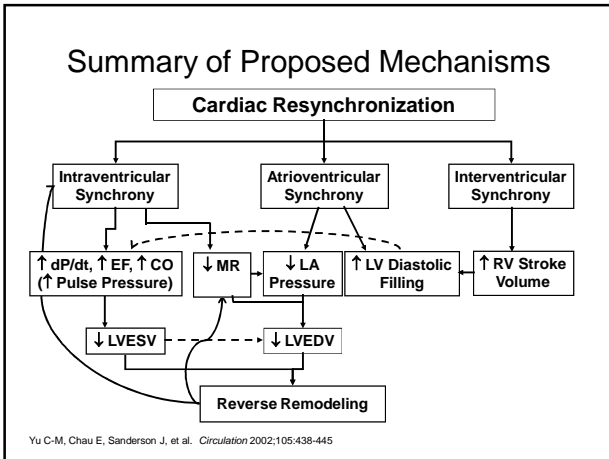 Summary of Proposed Mechanisms
Cardiac Resynchronization
Intraventricular
Synchrony
Atrioventricular
Synchrony
Interventricular
Synchrony
↑ dP/dt, ↑ EF, ↑ CO
(↑ Pulse Pressure)
↓ MR
↓ LA
Pressure
↑ LV Diastolic
Filling
↑ RV Stroke
Volume
↓ LVESV
↓ LVEDV
Reverse Remodeling
Yu C-M, Chau E, Sanderson J, et al. Circulation 2002;105:438-445